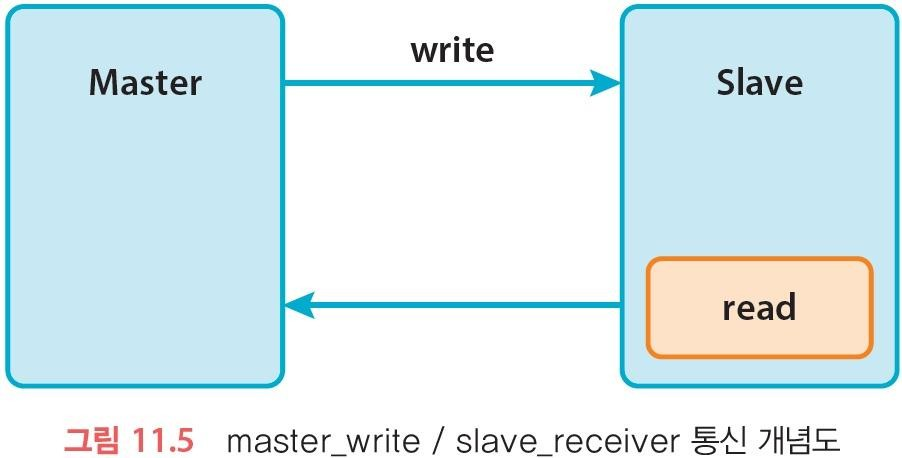 write
Master
Slave
read
그림 11.5 master_write / slave_receiver 통신 개념도